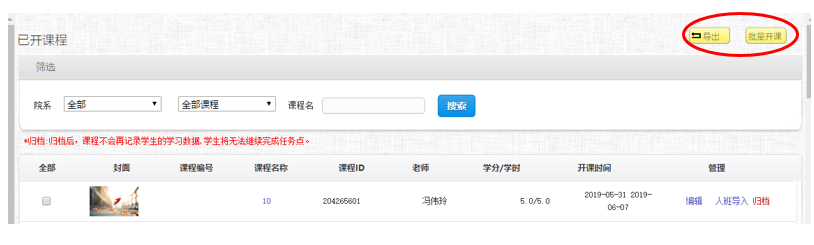 已开课程
导出 批量开课
筛选
院系 全部 全部课程 课程名 搜索
*归档:归档后，课程不会再记录学生的学习数据,学生将无法继续完成任务点。
全部 封面 课程编号 课程名称 课程ID 老师 学分/学时 开课时间 管理
10 204265601 冯伟玲 5.0/5.0 2019-05-31 2019-06-07 编辑 人班导入 归档